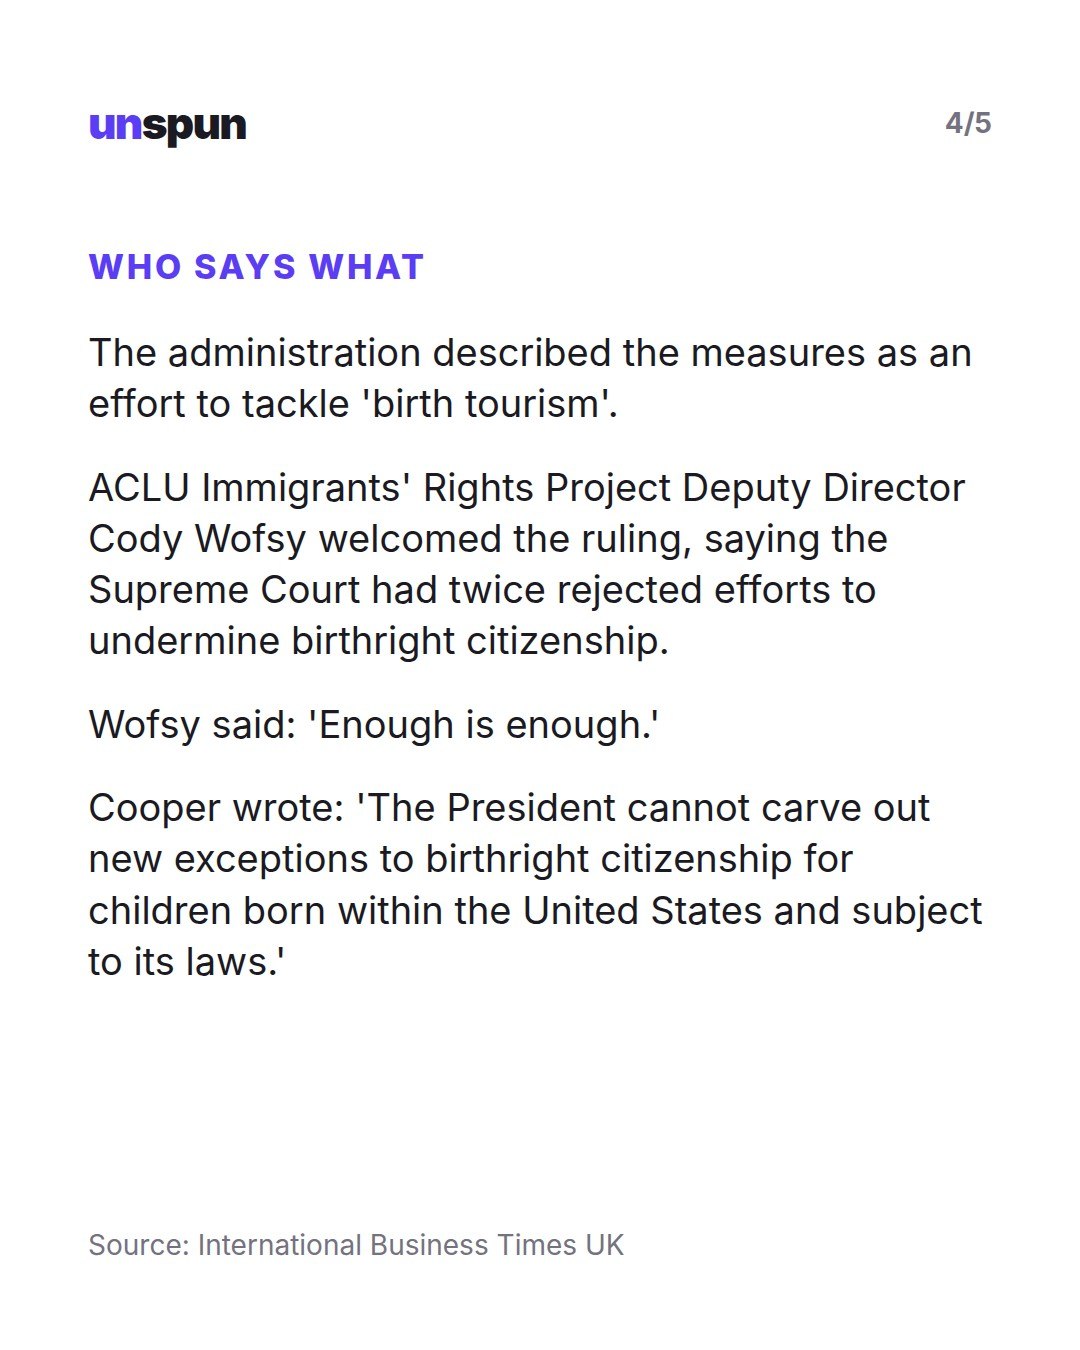 unspun
4/5
WHO SAYS WHAT
The administration described the measures as an
effort to tackle 'birth tourism'.
ACLU Immigrants' Rights Project Deputy Director
Cody Wofsy welcomed the ruling, saying the
Supreme Court had twice rejected efforts to
undermine birthright citizenship.
Wofsy said: 'Enough is enough.'
Cooper wrote: 'The President cannot carve out
new exceptions to birthright citizenship for
children born within the United States and subject
to its laws.'
Source: International Business Times UK